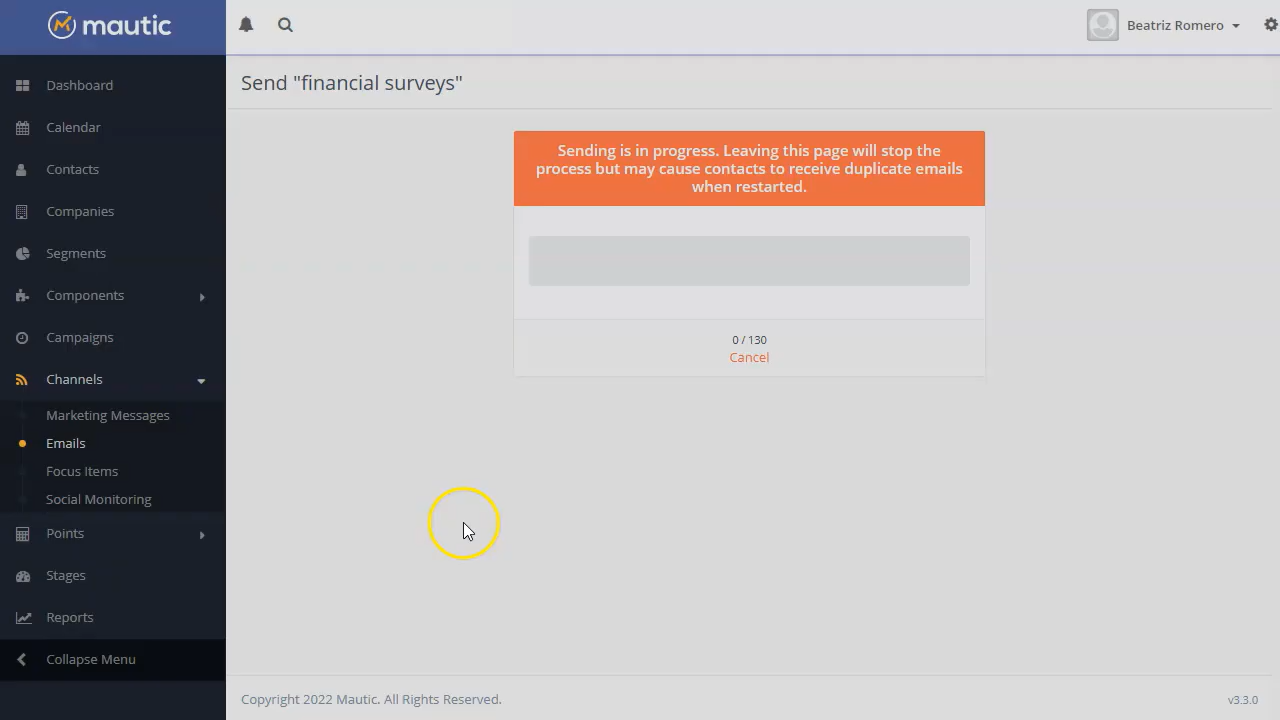 mautic
Beatriz Romero
Dashboard
Calendar
Contacts
Companies
Segments
Components
Campaigns
Channels
Marketing Messages
Emails
Focus Items
Social Monitoring
Points
Stages
Reports
Collapse Menu
Send "financial surveys"
Sending is in progress. Leaving this page will stop the
process but may cause contacts to receive duplicate emails
when restarted.
0 / 130
Cancel
Copyright 2022 Mautic. All Rights Reserved.
v3.3.0